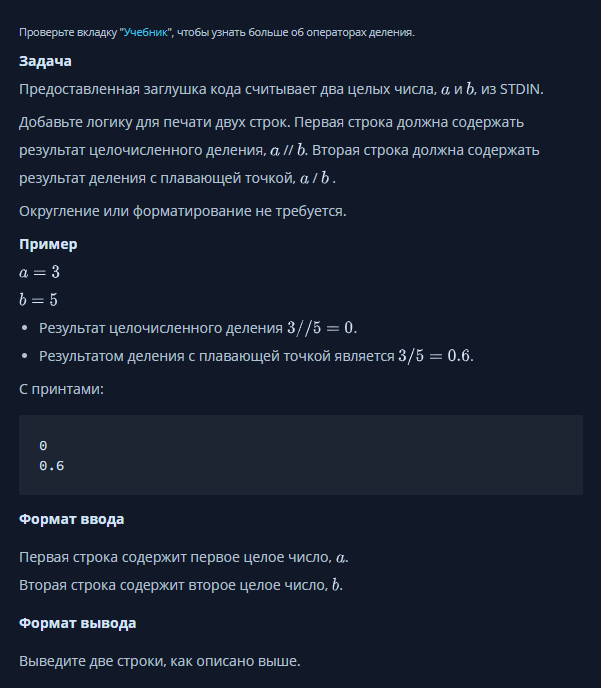 Проверьте вкладку "Учебник", чтобы узнать больше об операторах деления.
Задача
Предоставленная заглушка кода считывает два целых числа, a и b, из STDIN.
Добавьте логику для печати двух строк. Первая строка должна содержать
результат целочисленного деления, a // b. Вторая строка должна содержать
результат деления с плавающей точкой, a / b .
Округление или форматирование не требуется.
Пример
a = 3
b = 5
• Результат целочисленного деления 3//5 = 0.
• Результатом деления с плавающей точкой является 3/5 = 0.6.
С принтами:
0
0.6
Формат ввода
Первая строка содержит первое целое число, a.
Вторая строка содержит второе целое число, b.
Формат вывода
Выведите две строки, как описано выше.